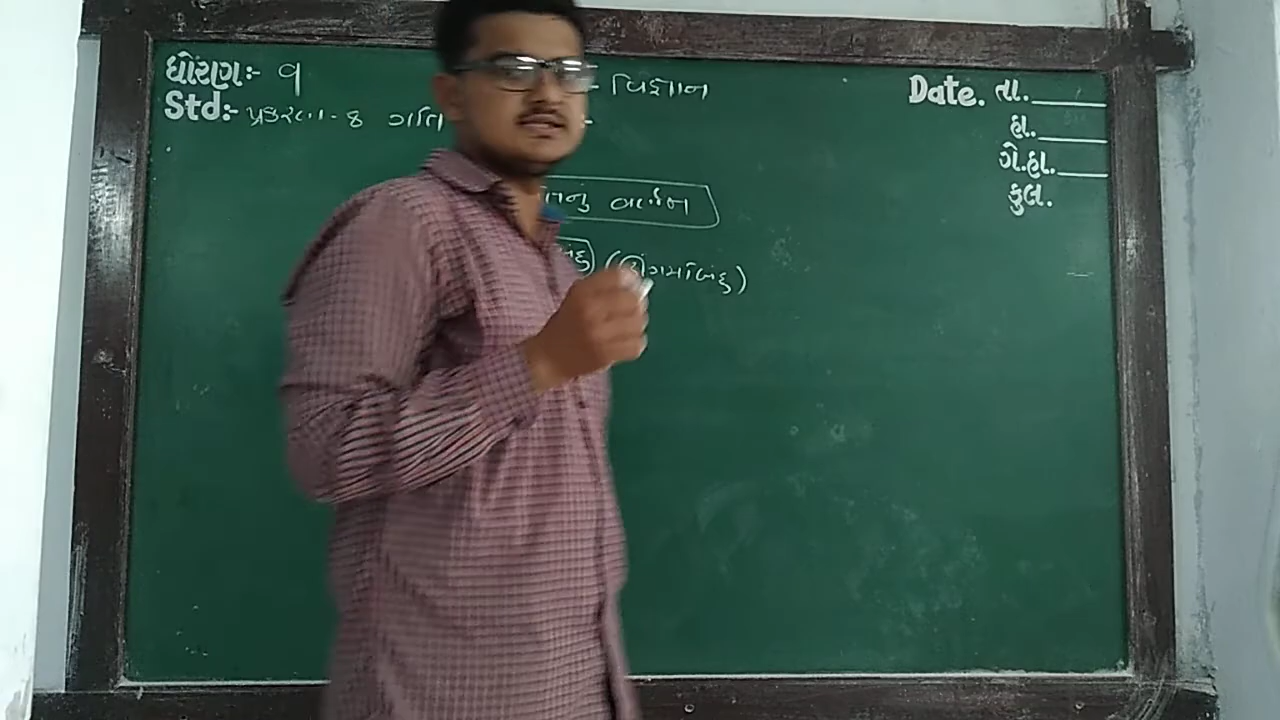 ધોરણ:- ૧ - વિજ્ઞાન
Std:- પ્રકરણ - ૪ ગતિ -
નું વર્ણન
બિંદુ (ઉગમબિંદુ)
Date. તા.
હા.
ગે.હા.
કુલ.